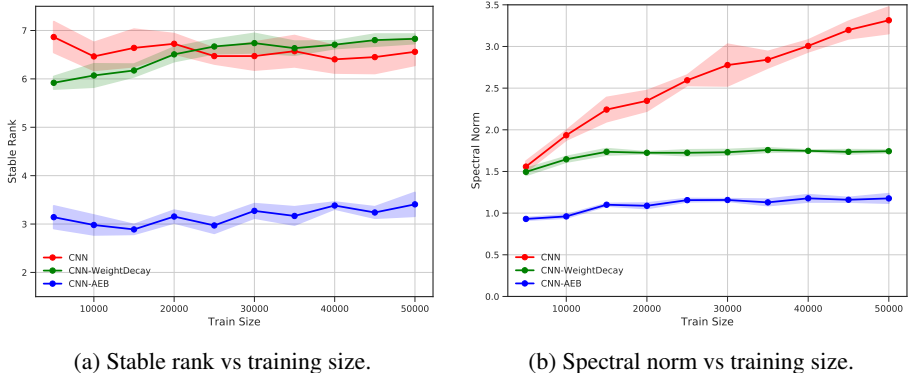 7
6
5
4
3
2
Stable Rank
CNN
CNN-WeightDecay
CNN-AEB
10000 20000 30000 40000 50000
Train Size
3.5
3.0
2.5
2.0
1.5
1.0
0.5
0.0
Spectral Norm
CNN
CNN-WeightDecay
CNN-AEB
10000 20000 30000 40000 50000
Train Size
(a) Stable rank vs training size.
(b) Spectral norm vs training size.